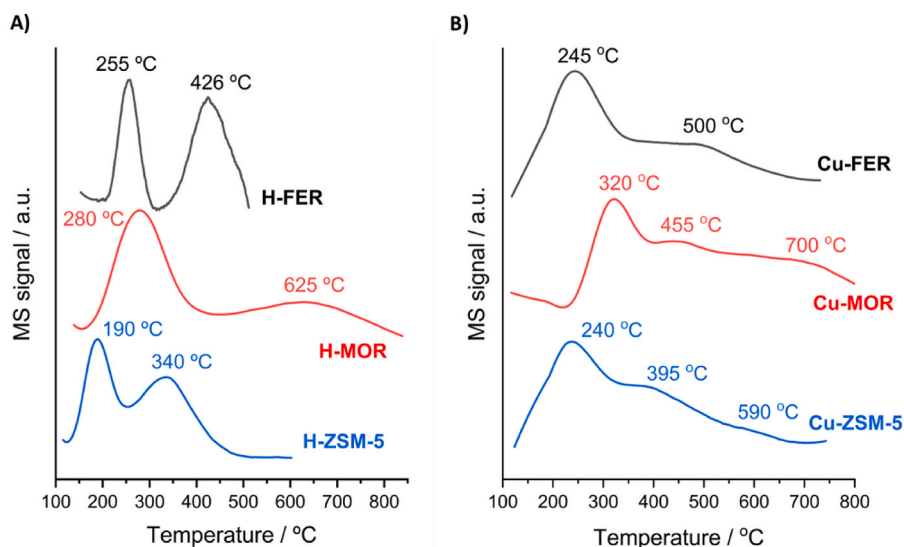 A)
255 ºC
426 ºC
H-FER
280 ºC
625 ºC
H-MOR
190 ºC
340 ºC
H-ZSM-5
MS signal / a.u.
100 200 300 400 500 600 700 800
Temperature / ºC
B)
245 ºC
500 ºC
Cu-FER
320 ºC
455 ºC
700 ºC
Cu-MOR
240 ºC
395 ºC
590 ºC
Cu-ZSM-5
MS signal / a.u.
100 200 300 400 500 600 700 800
Temperature / ºC